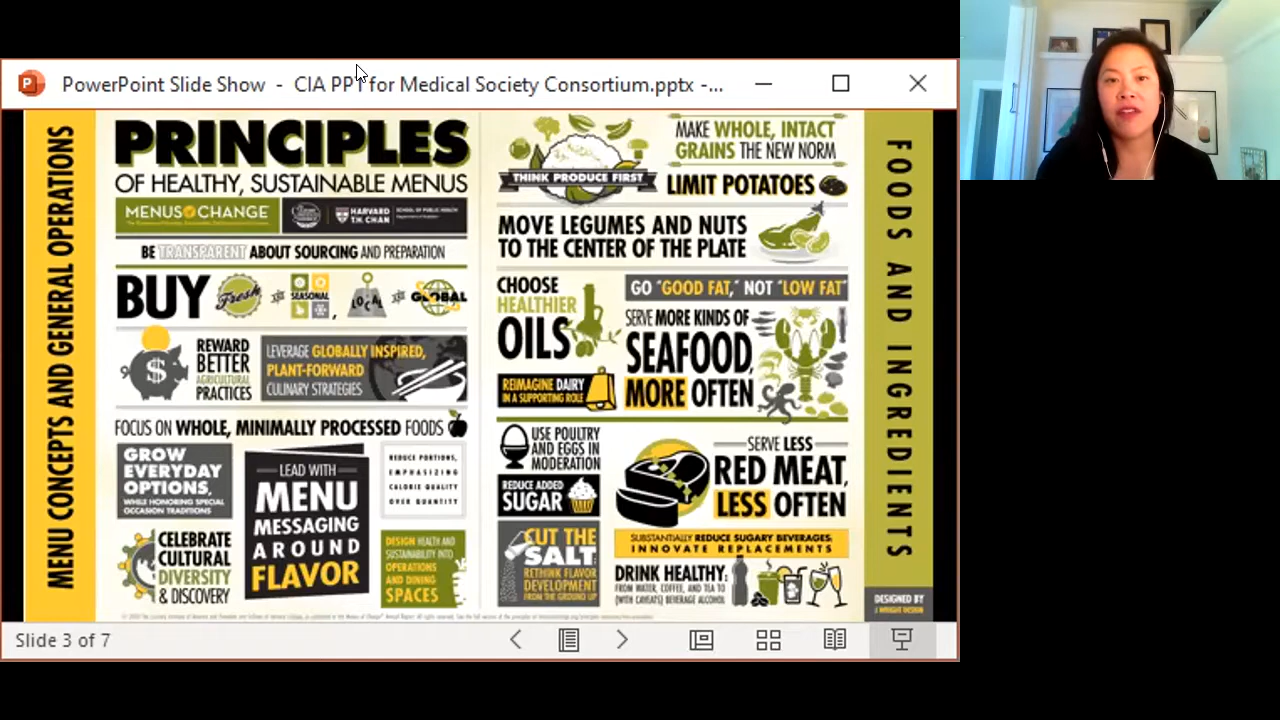 PowerPoint Slide Show - CIA PPT for Medical Society Consortium.pptx -...
MENU CONCEPTS AND GENERAL OPERATIONS
PRINCIPLES
OF HEALTHY, SUSTAINABLE MENUS
MENUS OF CHANGE
HARVARD
T.H. CHAN
SCHOOL OF PUBLIC HEALTH
BE TRANSPARENT ABOUT SOURCING AND PREPARATION
BUY Fresh
SEASONAL,
LOCAL
GLOBAL
REWARD
BETTER
AGRICULTURAL
PRACTICES
LEVERAGE GLOBALLY INSPIRED,
PLANT-FORWARD
CULINARY STRATEGIES
FOCUS ON WHOLE, MINIMALLY PROCESSED FOODS
GROW
EVERYDAY
OPTIONS,
WHILE HONORING SPECIAL
OCCASION TRADITIONS
LEAD WITH
MENU
MESSAGING
AROUND
FLAVOR
REDUCE PORTIONS,
EMPHASIZING
CALORIE QUALITY
OVER QUANTITY
CELEBRATE
CULTURAL
DIVERSITY
& DISCOVERY
DESIGN HEALTH AND
SUSTAINABILITY INTO
OPERATIONS
AND DINING
SPACES
THINK PRODUCE FIRST
MAKE WHOLE, INTACT
GRAINS THE NEW NORM
LIMIT POTATOES
MOVE LEGUMES AND NUTS
TO THE CENTER OF THE PLATE
CHOOSE
HEALTHIER
OILS
GO "GOOD FAT," NOT "LOW FAT"
SERVE MORE KINDS OF
SEAFOOD,
MORE OFTEN
REIMAGINE DAIRY
IN A SUPPORTING ROLE
USE POULTRY
AND EGGS IN
MODERATION
SERVE LESS
RED MEAT,
LESS OFTEN
REDUCE ADDED
SUGAR
CUT THE
SALT:
RETHINK FLAVOR
DEVELOPMENT
FROM THE GROUND UP
SUBSTANTIALLY REDUCE SUGARY BEVERAGES:
INNOVATE REPLACEMENTS
DRINK HEALTHY:
FROM WATER, COFFEE, AND TEA TO
(WITH CAVEATS) BEVERAGE ALCOHOL
FOODS AND INGREDIENTS
DESIGNED BY
J WRIGHT DESIGN
Slide 3 of 7